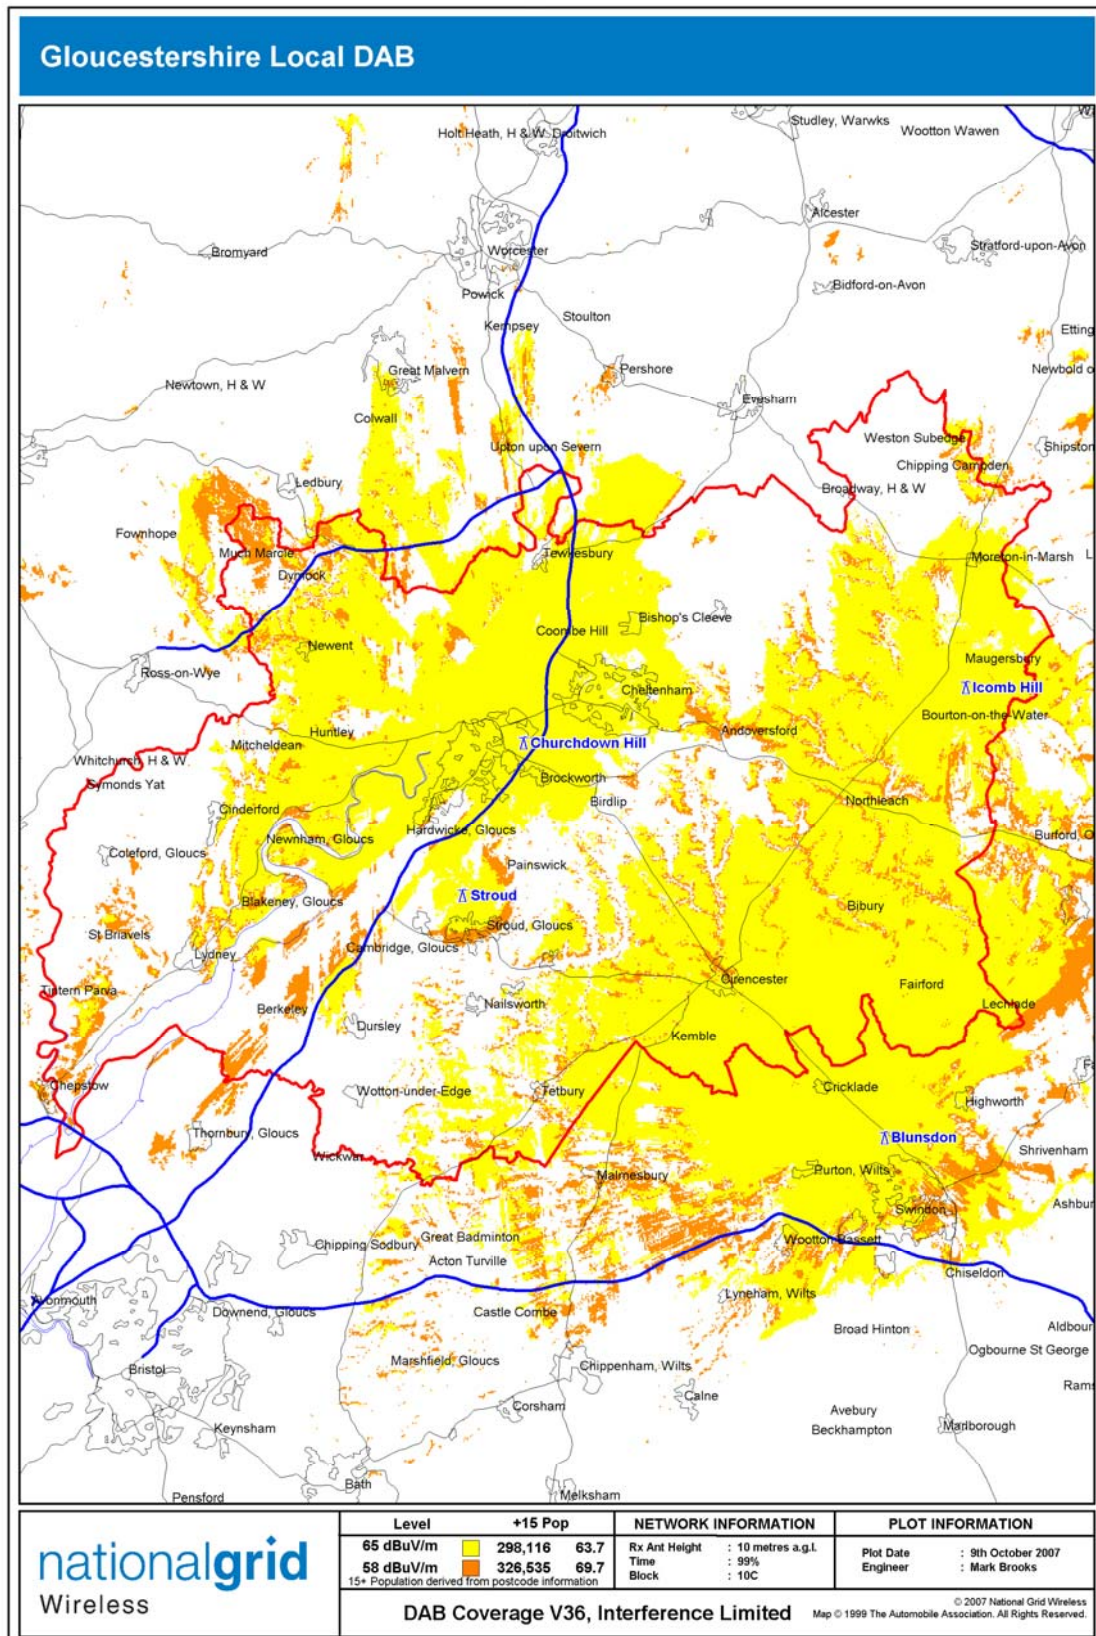 Gloucestershire Local DAB
Studley, Warwks
Wootton Wawen
Holt Heath, H & W Droitwich
Alcester
Bromyard
Worcester
Stratford-upon-Avon
Bidford-on-Avon
Powick
Stoulton
Kempsey
Etting
Great Malvern
Pershore
Newbold o
Newtown, H & W
Evesham
Colwall
Upton upon Severn
Weston Subedge
Shipston
Chipping Campden
Ledbury
Broadway, H & W
Fownhope
Much Marcle
Tewkesbury
Moreton-in-Marsh
L
Dymock
Bishop's Cleeve
Coombe Hill
Newent
Maugersbury
Ross-on-Wye
Cheltenham
Icomb Hill
Bourton-on-the-Water
Huntley
Andoversford
Mitcheldean
Churchdown Hill
Whitchurch, H & W
Symonds Yat
Brockworth
Birdlip
Northleach
Cinderford
Hardwicke, Gloucs
Newnham, Gloucs
Burford, O
Coleford, Gloucs
Painswick
Stroud
Blakeney, Gloucs
Bibury
Stroud, Gloucs
St Briavels
Cambridge, Gloucs
Lydney
Cirencester
Fairford
Tintern Parva
Nailsworth
Lechlade
Berkeley
Dursley
Kemble
Chepstow
Wotton-under-Edge
Tetbury
Cricklade
Highworth
Thornbury, Gloucs
Blunsdon
Shrivenham
Wickwar
Malmesbury
Purton, Wilts
Ashbur
Swindon
Great Badminton
Chipping Sodbury
Wootton Bassett
Acton Turville
Chiseldon
Avonmouth
Downend, Gloucs
Castle Combe
Lyneham, Wilts
Broad Hinton
Aldbour
Ogbourne St George
Marshfield, Gloucs
Chippenham, Wilts
Bristol
Rams
Calne
Corsham
Avebury
Keynsham
Beckhampton
Marlborough
Bath
Pensford
Melksham
nationalgrid
Wireless
Level +15 Pop
65 dBuV/m 298,116 63.7
58 dBuV/m 326,535 69.7
15+ Population derived from postcode information
NETWORK INFORMATION
Rx Ant Height : 10 metres a.g.l.
Time : 99%
Block : 10C
PLOT INFORMATION
Plot Date : 9th October 2007
Engineer : Mark Brooks
DAB Coverage V36, Interference Limited
© 2007 National Grid Wireless
Map © 1999 The Automobile Association. All Rights Reserved.